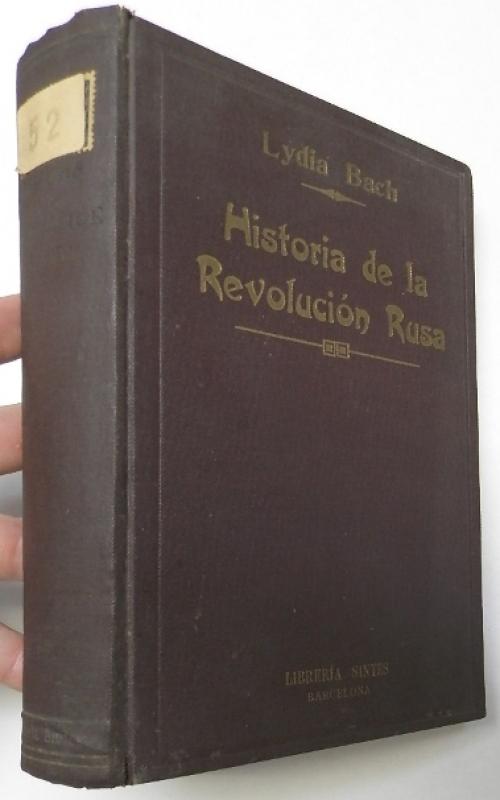 52
Lydia Bach
Historia de la
Revolución Rusa
LIBRERÍA SINTES
BARCELONA